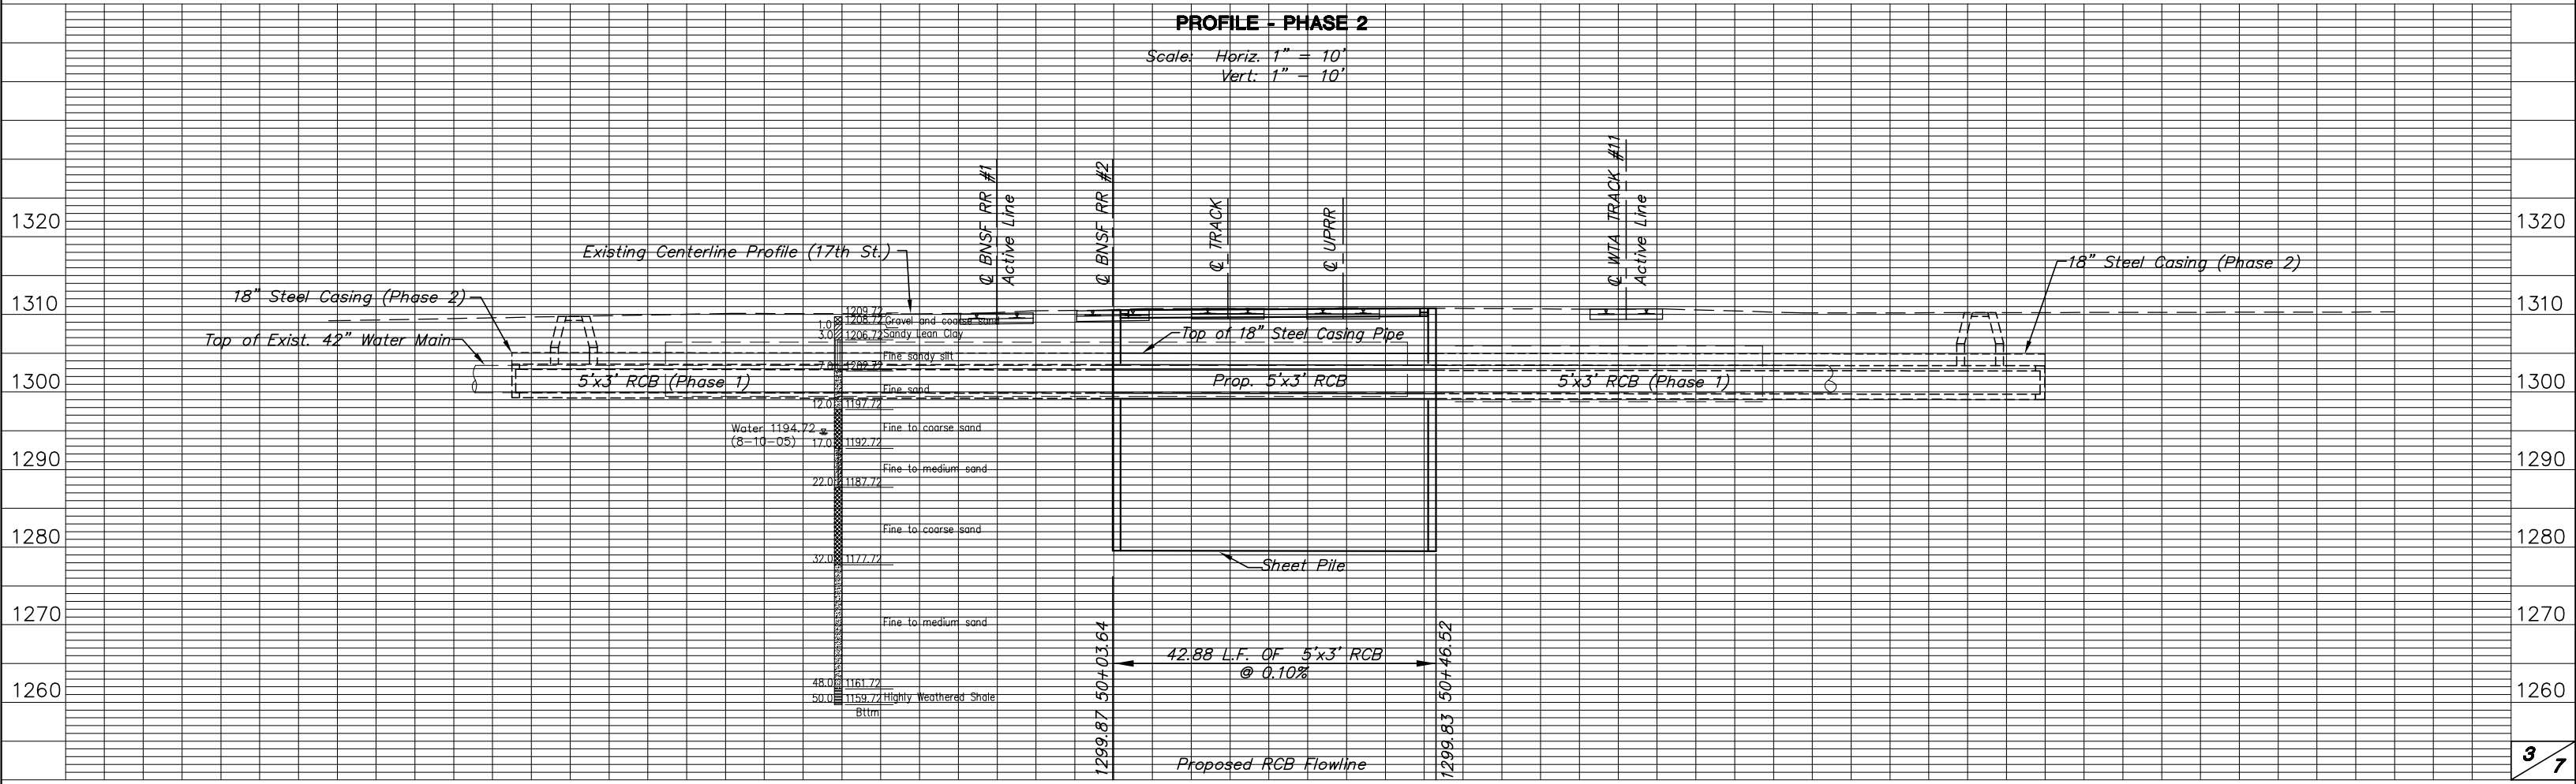 PROFILE - PHASE 2
Scale: Horiz. 1" = 10'
Vert: 1" = 10'
℄ BNSF RR #1
Active Line
℄ BNSF RR #2
℄ TRACK
℄ UPRR
℄ WTA TRACK #11
Active Line
1320
1320
Existing Centerline Profile (17th St.)
18" Steel Casing (Phase 2)
18" Steel Casing (Phase 2)
1310
1310
Top of Exist. 42" Water Main
Top of 18" Steel Casing Pipe
1209.72
1.0 1208.72 Gravel and coarse sand
3.0 1206.72 Sandy Lean Clay
Fine sandy silt
7.0 1202.72
Fine sand
12.0 1197.72
5'x3' RCB (Phase 1)
Prop. 5'x3' RCB
5'x3' RCB (Phase 1)
1300
1300
Water 1194.72
(8-10-05)
Fine to coarse sand
17.0 1192.72
Fine to medium sand
1290
1290
22.0 1187.72
Fine to coarse sand
1280
1280
32.0 1177.72
Sheet Pile
Fine to medium sand
1270
1270
48.0 1161.72
50.0 1159.72 Highly Weathered Shale
Bttm
1260
1260
42.88 L.F. OF 5'x3' RCB
@ 0.10%
1299.87 50+03.64
1299.83 50+46.52
Proposed RCB Flowline
3/7